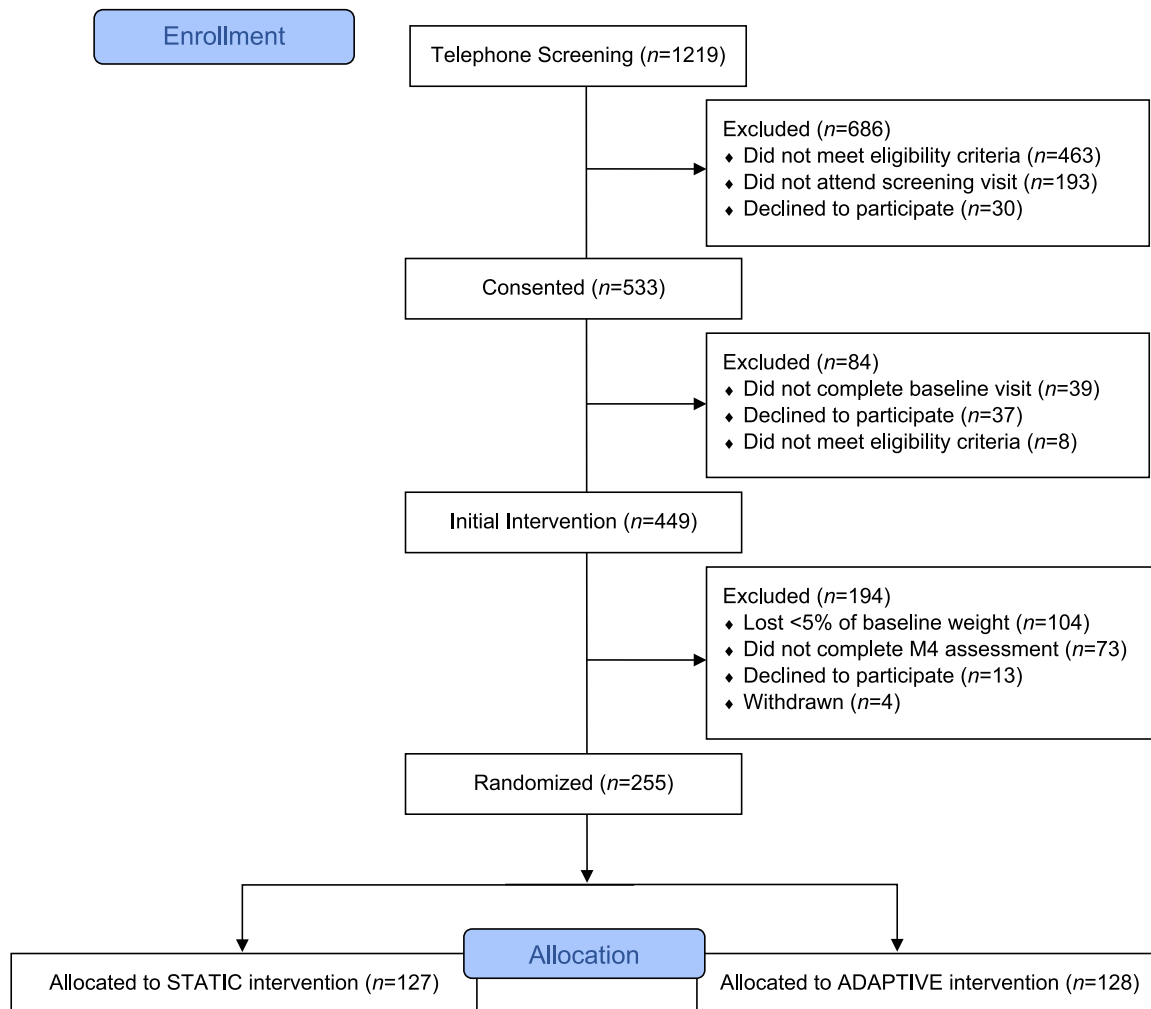 Enrollment
Telephone Screening (n=1219)
Excluded (n=686)
♦ Did not meet eligibility criteria (n=463)
♦ Did not attend screening visit (n=193)
♦ Declined to participate (n=30)
Consented (n=533)
Excluded (n=84)
♦ Did not complete baseline visit (n=39)
♦ Declined to participate (n=37)
♦ Did not meet eligibility criteria (n=8)
Initial Intervention (n=449)
Excluded (n=194)
♦ Lost <5% of baseline weight (n=104)
♦ Did not complete M4 assessment (n=73)
♦ Declined to participate (n=13)
♦ Withdrawn (n=4)
Randomized (n=255)
Allocation
Allocated to STATIC intervention (n=127)
Allocated to ADAPTIVE intervention (n=128)